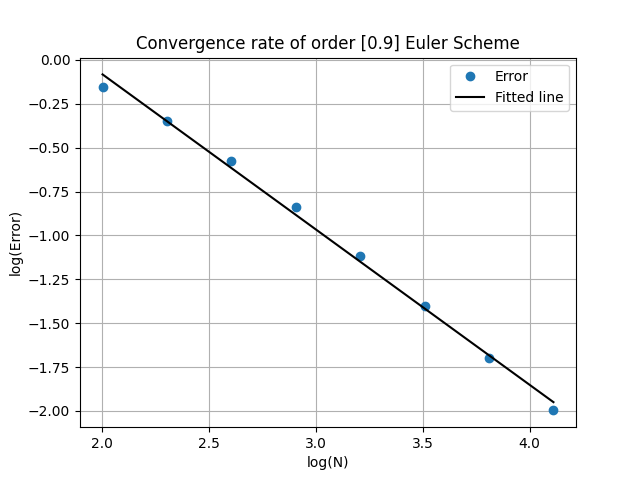 Convergence rate of order [0.9] Euler Scheme
Error
Fitted line
0.00
−0.25
−0.50
−0.75
−1.00
−1.25
−1.50
−1.75
−2.00
log(Error)
2.0 2.5 3.0 3.5 4.0
log(N)